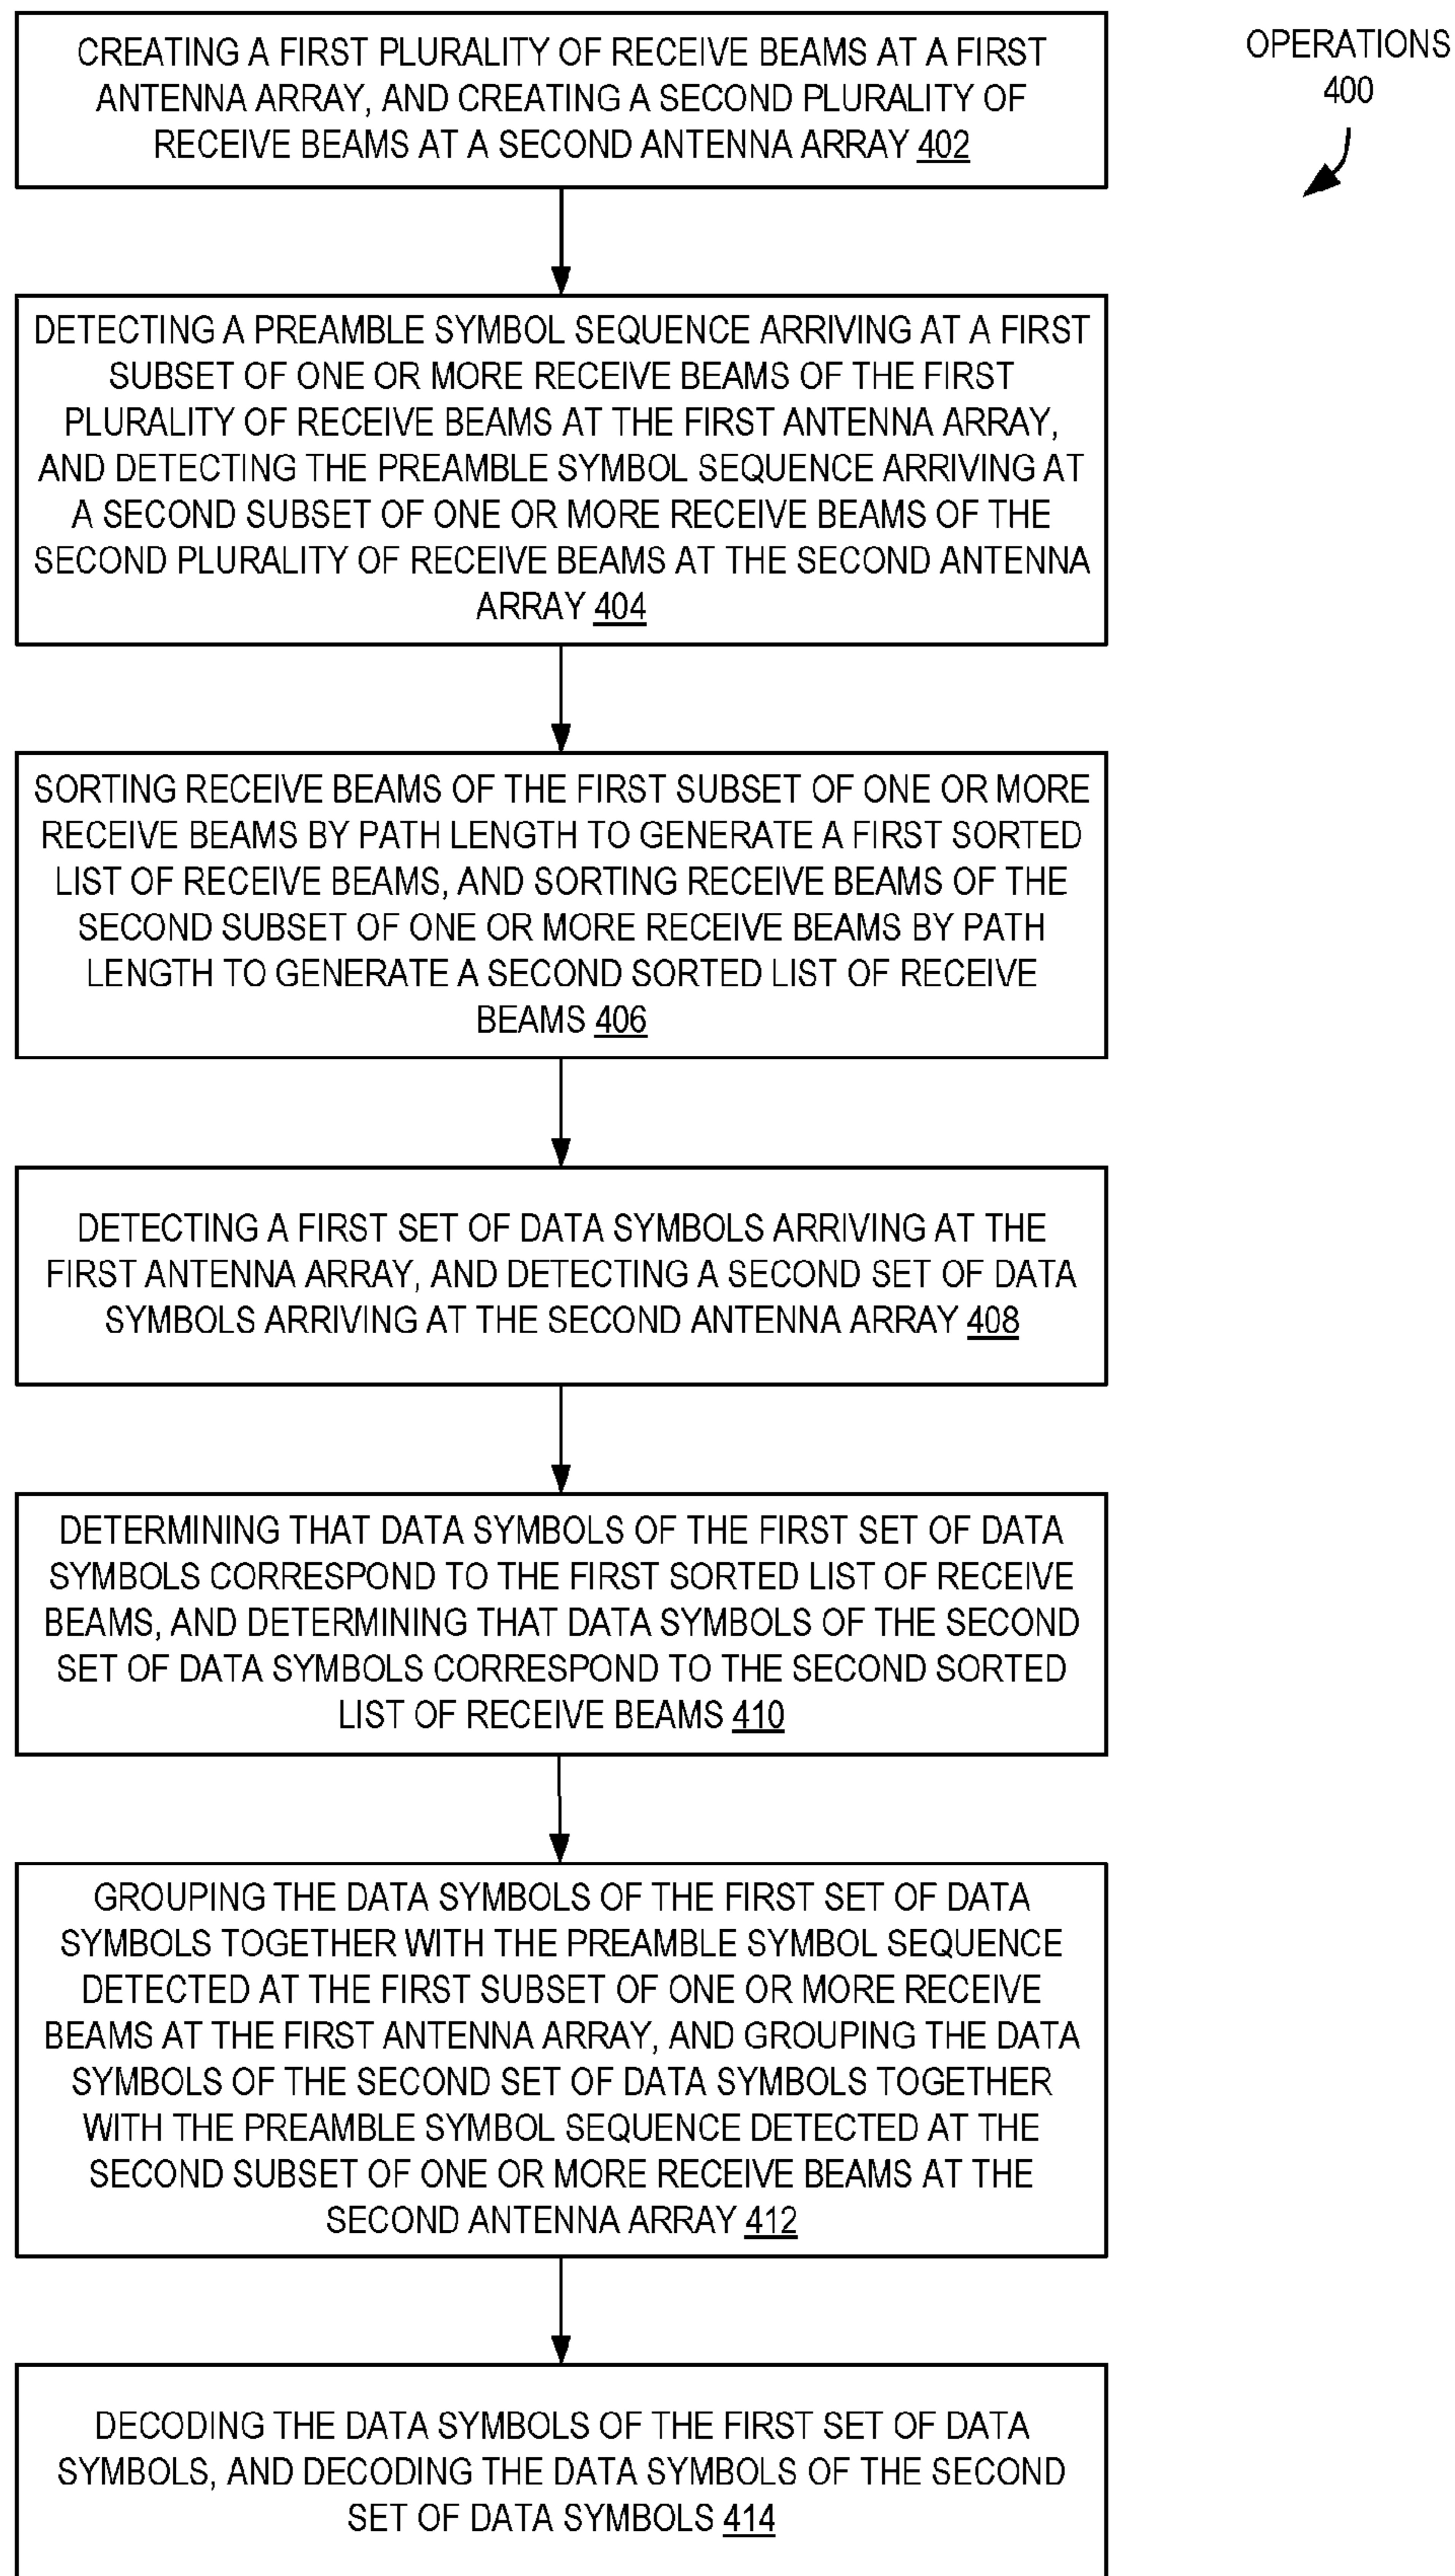 CREATING A FIRST PLURALITY OF RECEIVE BEAMS AT A FIRST
ANTENNA ARRAY, AND CREATING A SECOND PLURALITY OF
RECEIVE BEAMS AT A SECOND ANTENNA ARRAY 402
OPERATIONS
400
DETECTING A PREAMBLE SYMBOL SEQUENCE ARRIVING AT A FIRST
SUBSET OF ONE OR MORE RECEIVE BEAMS OF THE FIRST
PLURALITY OF RECEIVE BEAMS AT THE FIRST ANTENNA ARRAY,
AND DETECTING THE PREAMBLE SYMBOL SEQUENCE ARRIVING AT
A SECOND SUBSET OF ONE OR MORE RECEIVE BEAMS OF THE
SECOND PLURALITY OF RECEIVE BEAMS AT THE SECOND ANTENNA
ARRAY 404
SORTING RECEIVE BEAMS OF THE FIRST SUBSET OF ONE OR MORE
RECEIVE BEAMS BY PATH LENGTH TO GENERATE A FIRST SORTED
LIST OF RECEIVE BEAMS, AND SORTING RECEIVE BEAMS OF THE
SECOND SUBSET OF ONE OR MORE RECEIVE BEAMS BY PATH
LENGTH TO GENERATE A SECOND SORTED LIST OF RECEIVE
BEAMS 406
DETECTING A FIRST SET OF DATA SYMBOLS ARRIVING AT THE
FIRST ANTENNA ARRAY, AND DETECTING A SECOND SET OF DATA
SYMBOLS ARRIVING AT THE SECOND ANTENNA ARRAY 408
DETERMINING THAT DATA SYMBOLS OF THE FIRST SET OF DATA
SYMBOLS CORRESPOND TO THE FIRST SORTED LIST OF RECEIVE
BEAMS, AND DETERMINING THAT DATA SYMBOLS OF THE SECOND
SET OF DATA SYMBOLS CORRESPOND TO THE SECOND SORTED
LIST OF RECEIVE BEAMS 410
GROUPING THE DATA SYMBOLS OF THE FIRST SET OF DATA
SYMBOLS TOGETHER WITH THE PREAMBLE SYMBOL SEQUENCE
DETECTED AT THE FIRST SUBSET OF ONE OR MORE RECEIVE
BEAMS AT THE FIRST ANTENNA ARRAY, AND GROUPING THE DATA
SYMBOLS OF THE SECOND SET OF DATA SYMBOLS TOGETHER
WITH THE PREAMBLE SYMBOL SEQUENCE DETECTED AT THE
SECOND SUBSET OF ONE OR MORE RECEIVE BEAMS AT THE
SECOND ANTENNA ARRAY 412
DECODING THE DATA SYMBOLS OF THE FIRST SET OF DATA
SYMBOLS, AND DECODING THE DATA SYMBOLS OF THE SECOND
SET OF DATA SYMBOLS 414